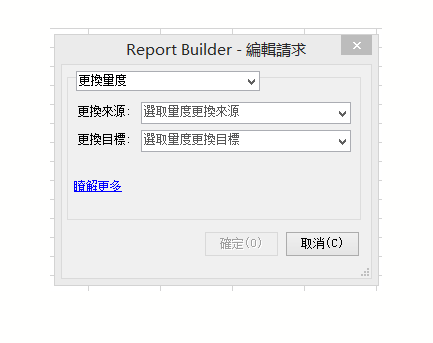 Report Builder - 編輯請求
更換量度
更換來源: 選取量度更換來源
更換目標: 選取量度更換目標
瞭解更多
確定(O) 取消(C)